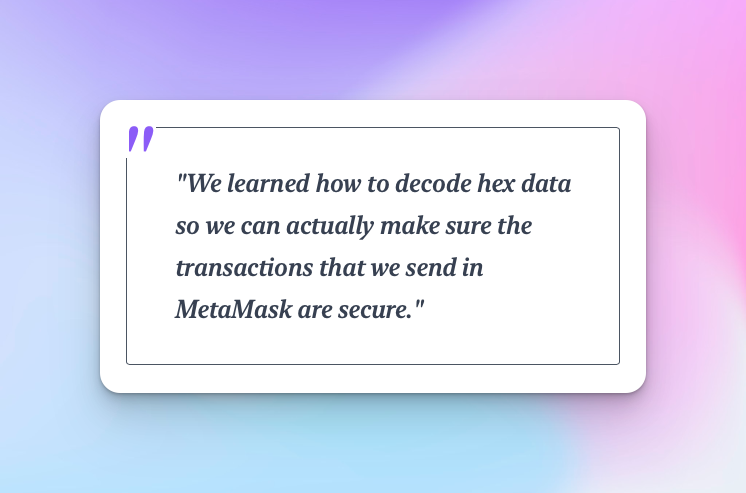 "We learned how to decode hex data
so we can actually make sure the
transactions that we send in
MetaMask are secure."